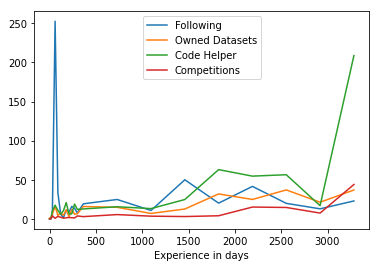 250
200
150
100
50
0
Following
Owned Datasets
Code Helper
Competitions
0 500 1000 1500 2000 2500 3000
Experience in days